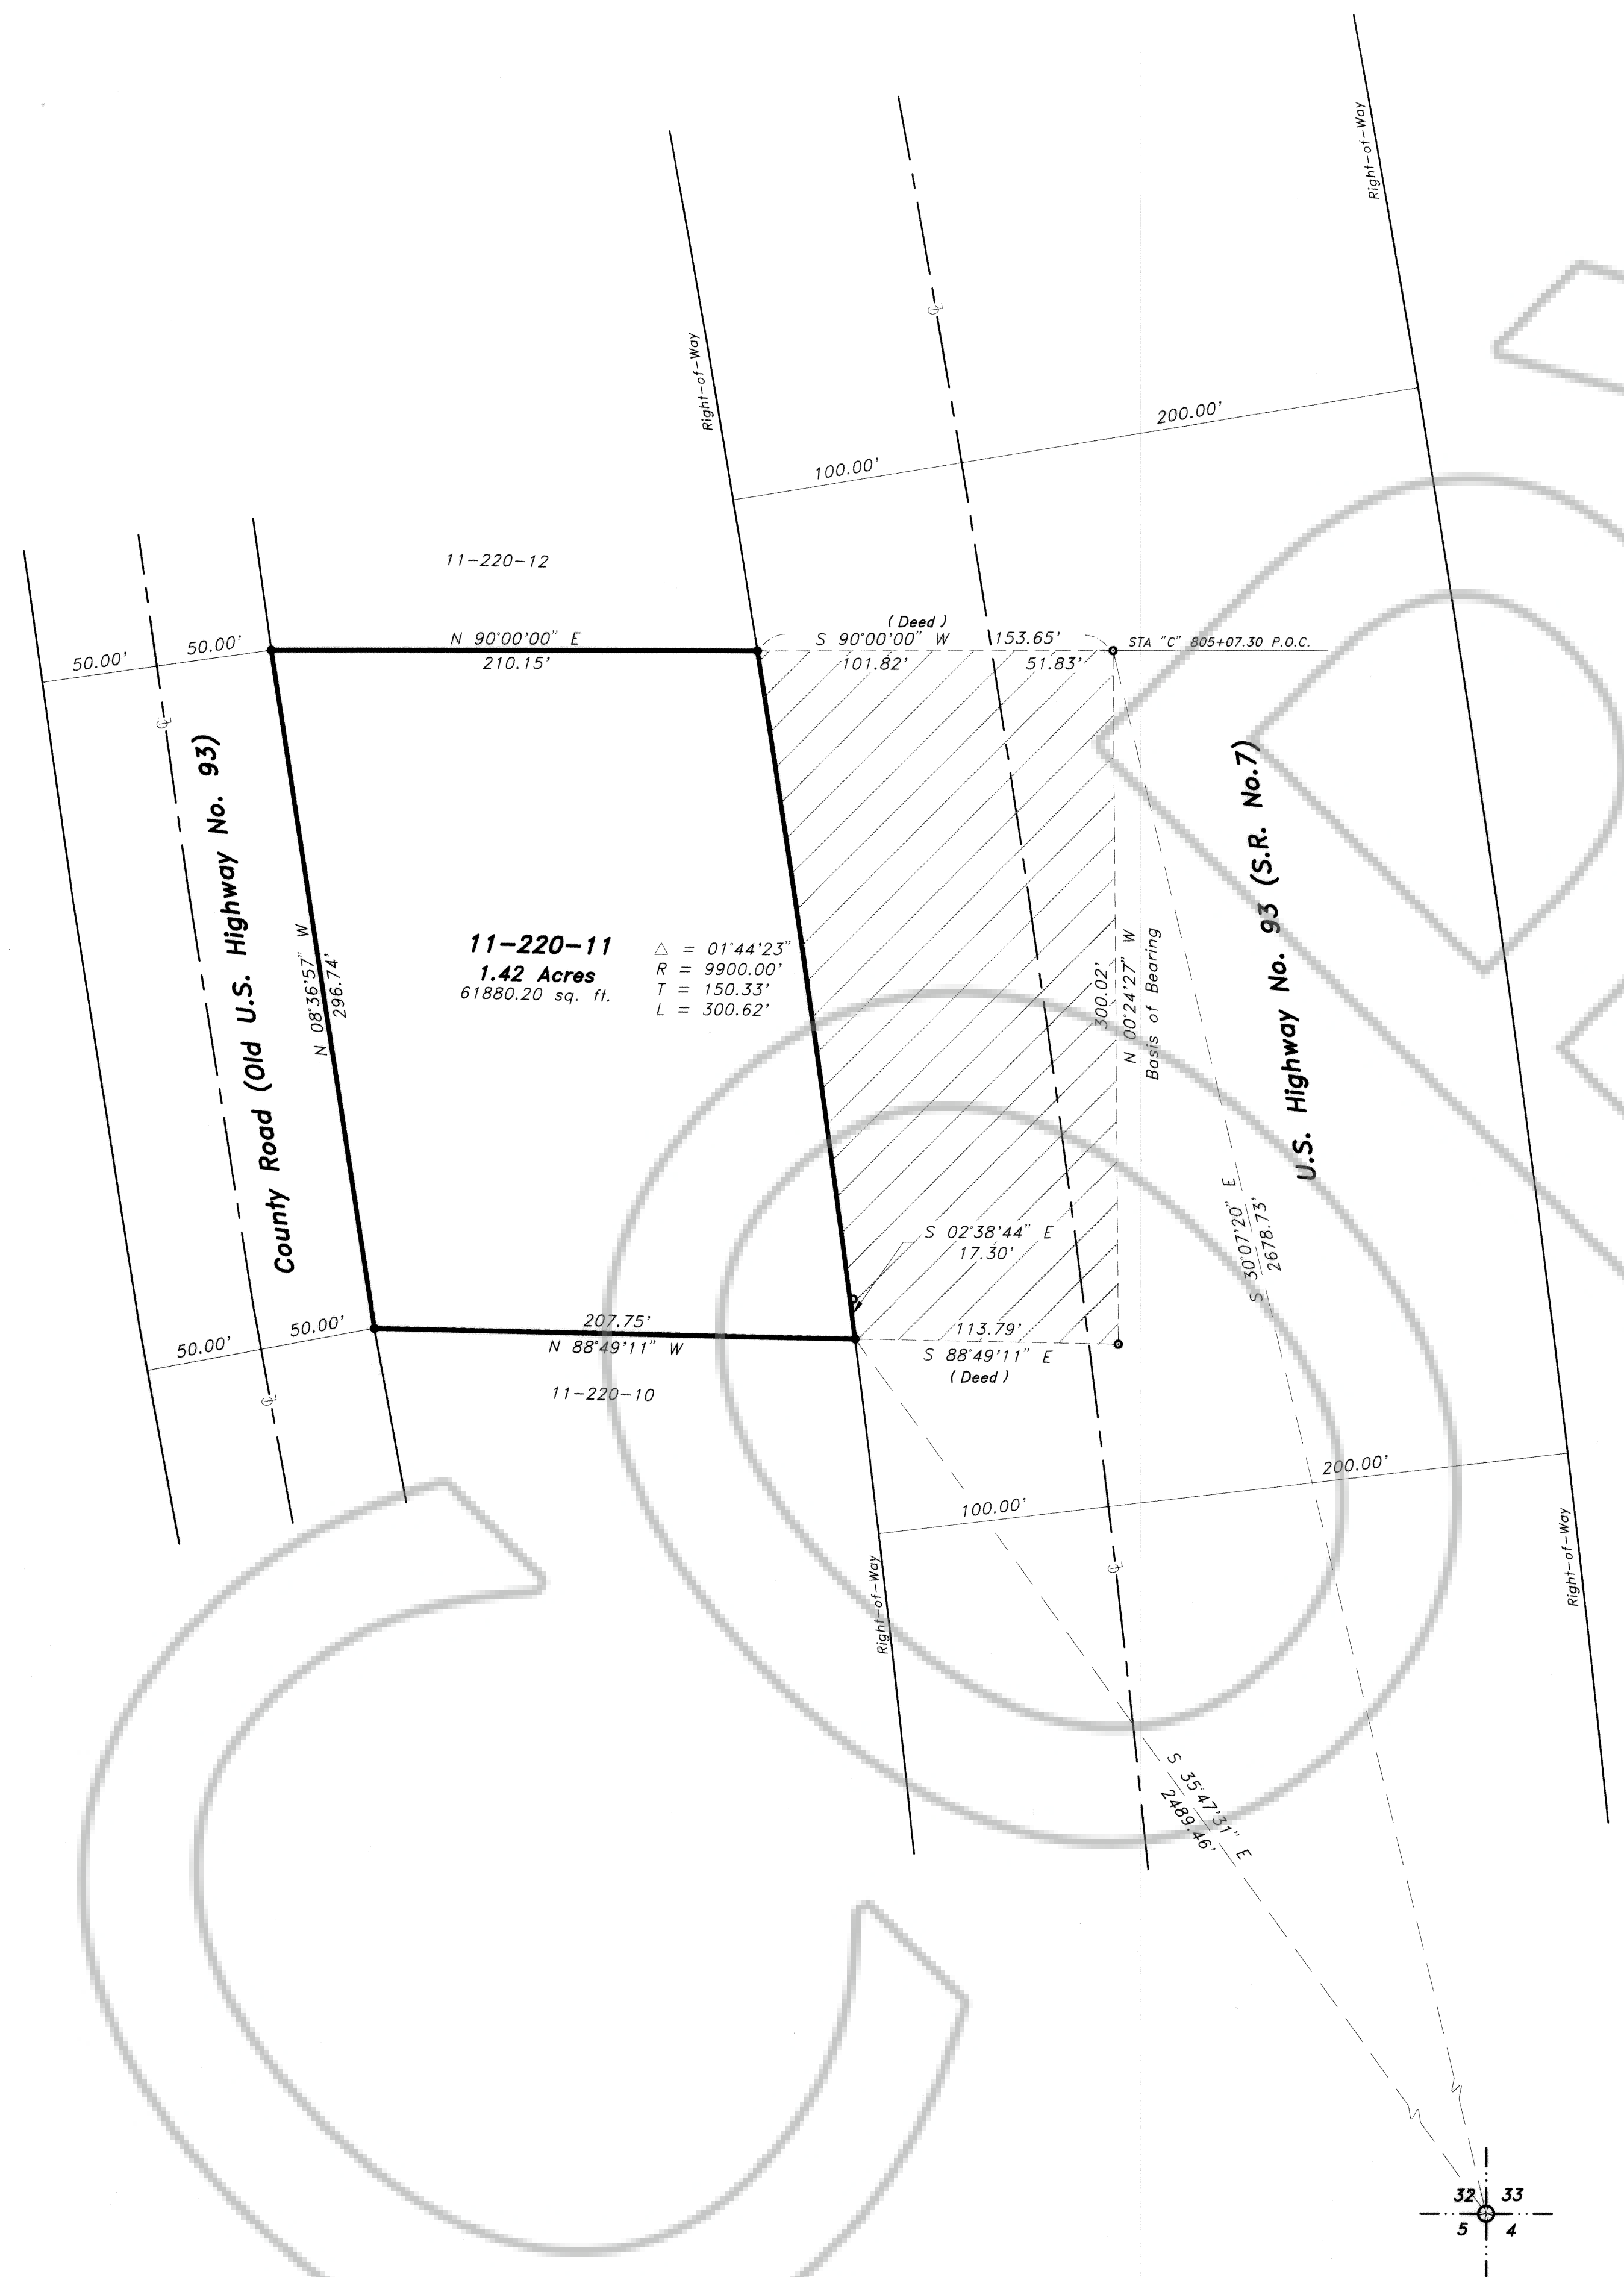 Right-of-Way
Right-of-Way
200.00'
100.00'
11-220-12
(Deed)
S 90°00'00" W 153.65'
101.82' 51.83'
STA "C" 805+07.30 P.O.C.
N 90°00'00" E
210.15'
50.00'
50.00'
County Road (Old U.S. Highway No. 93)
N 08°36'57" W
296.74'
11-220-11
1.42 Acres
61880.20 sq. ft.
△ = 01°44'23"
R = 9900.00'
T = 150.33'
L = 300.62'
300.02'
N 00°24'27" W
Basis of Bearing
U.S. Highway No. 93 (S.R. No.7)
S 30°07'20" E
2678.73'
S 02°38'44" E
17.30'
207.75'
N 88°49'11" W
113.79'
S 88°49'11" E
(Deed)
50.00'
50.00'
11-220-10
200.00'
100.00'
Right-of-Way
Right-of-Way
S 35°47'31" E
2489.46'
32 33
5 4